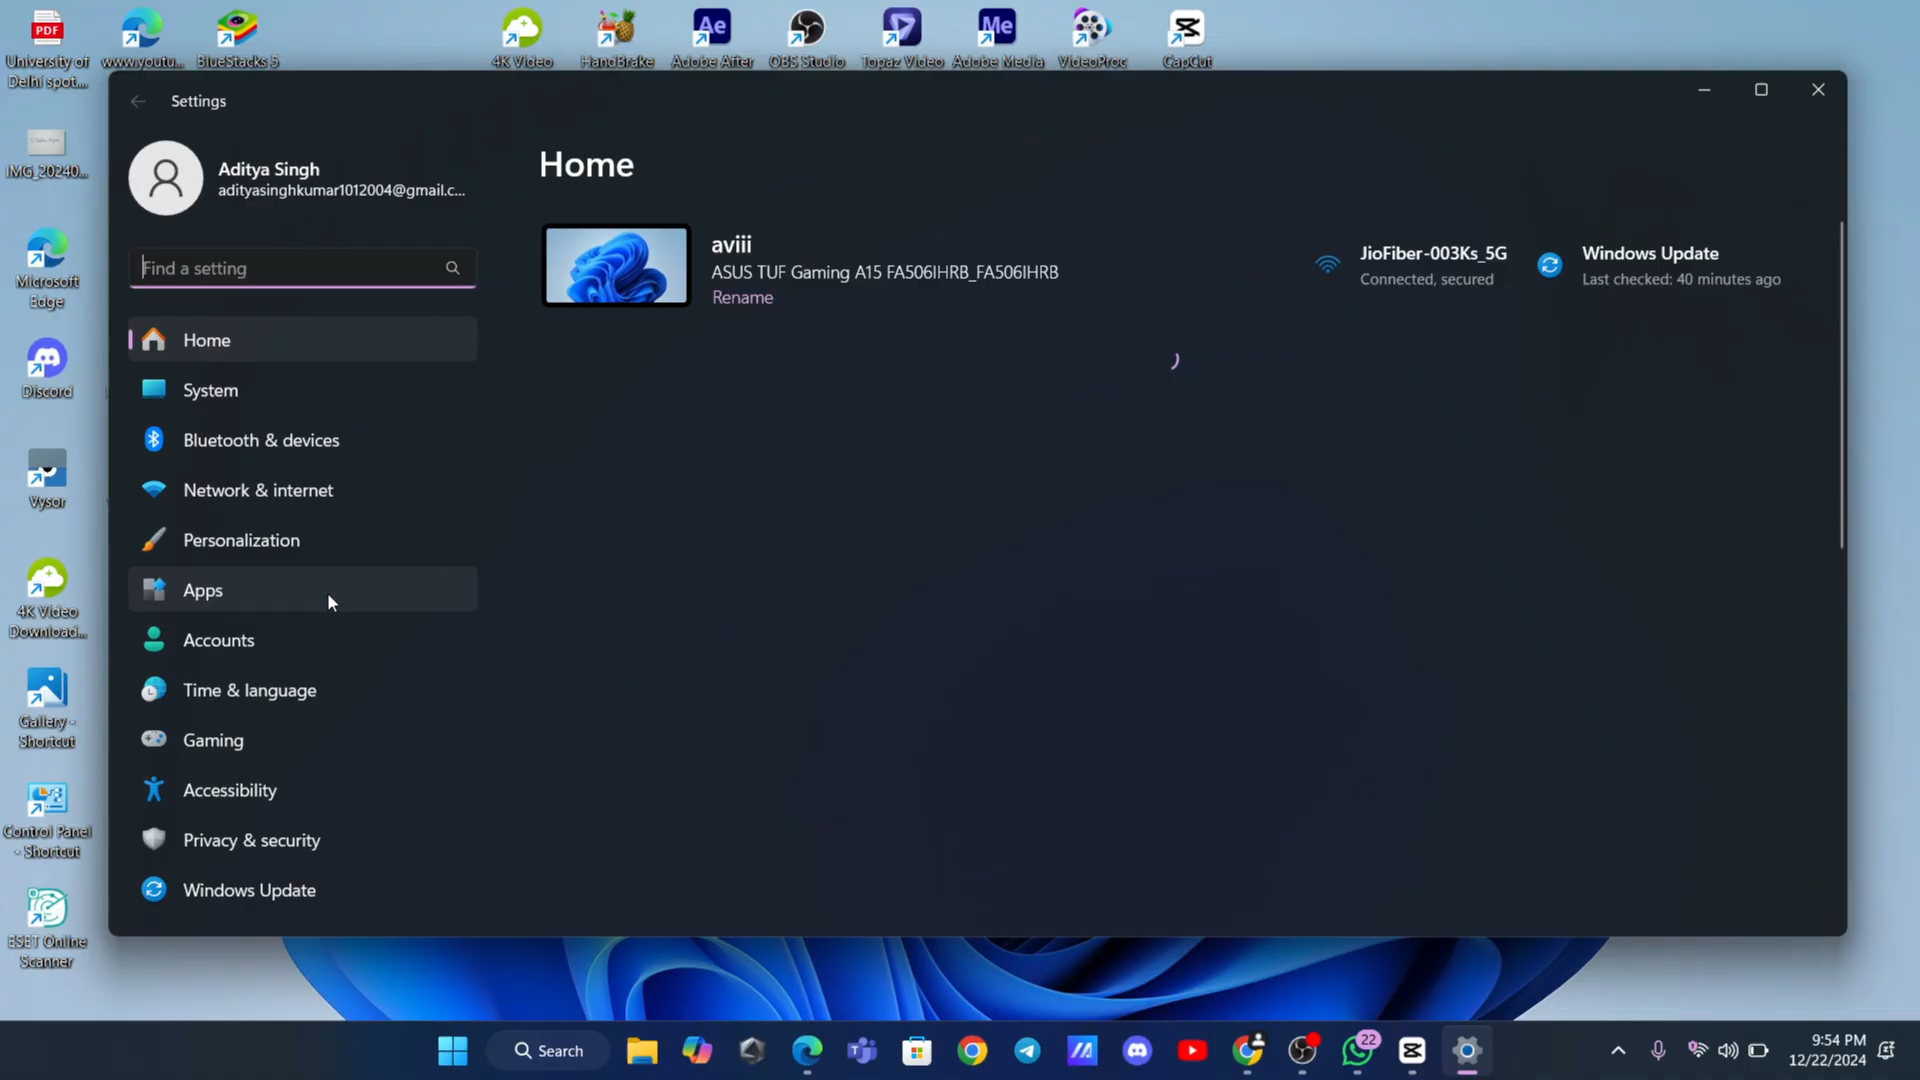 PDF
University of
Delhi spot...
www.youtu...
BlueStacks 5
4K Video
HandBrake
Ae
Adobe After
OBS Studio
Topaz Video
Me
Adobe Media
VideoProc
CapCut
IMG_20240...
Microsoft
Edge
Discord
Vysor
4K Video
Download...
Gallery -
Shortcut
Control Panel
- Shortcut
ESET Online
Scanner
Settings
Aditya Singh
adityasinghkumar1012004@gmail.c...
Find a setting
Home
System
Bluetooth & devices
Network & internet
Personalization
Apps
Accounts
Time & language
Gaming
Accessibility
Privacy & security
Windows Update
Home
aviii
ASUS TUF Gaming A15 FA506IHRB_FA506IHRB
Rename
JioFiber-003Ks_5G
Connected, secured
Windows Update
Last checked: 40 minutes ago
Search
22
9:54 PM
12/22/2024